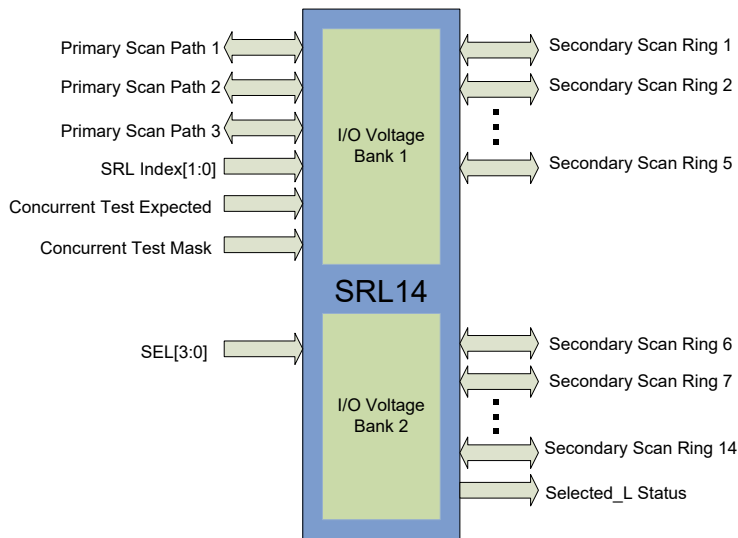 Primary Scan Path 1
Primary Scan Path 2
Primary Scan Path 3
SRL Index[1:0]
Concurrent Test Expected
Concurrent Test Mask
SEL[3:0]
I/O Voltage
Bank 1
SRL14
I/O Voltage
Bank 2
Secondary Scan Ring 1
Secondary Scan Ring 2
Secondary Scan Ring 5
Secondary Scan Ring 6
Secondary Scan Ring 7
Secondary Scan Ring 14
Selected_L Status